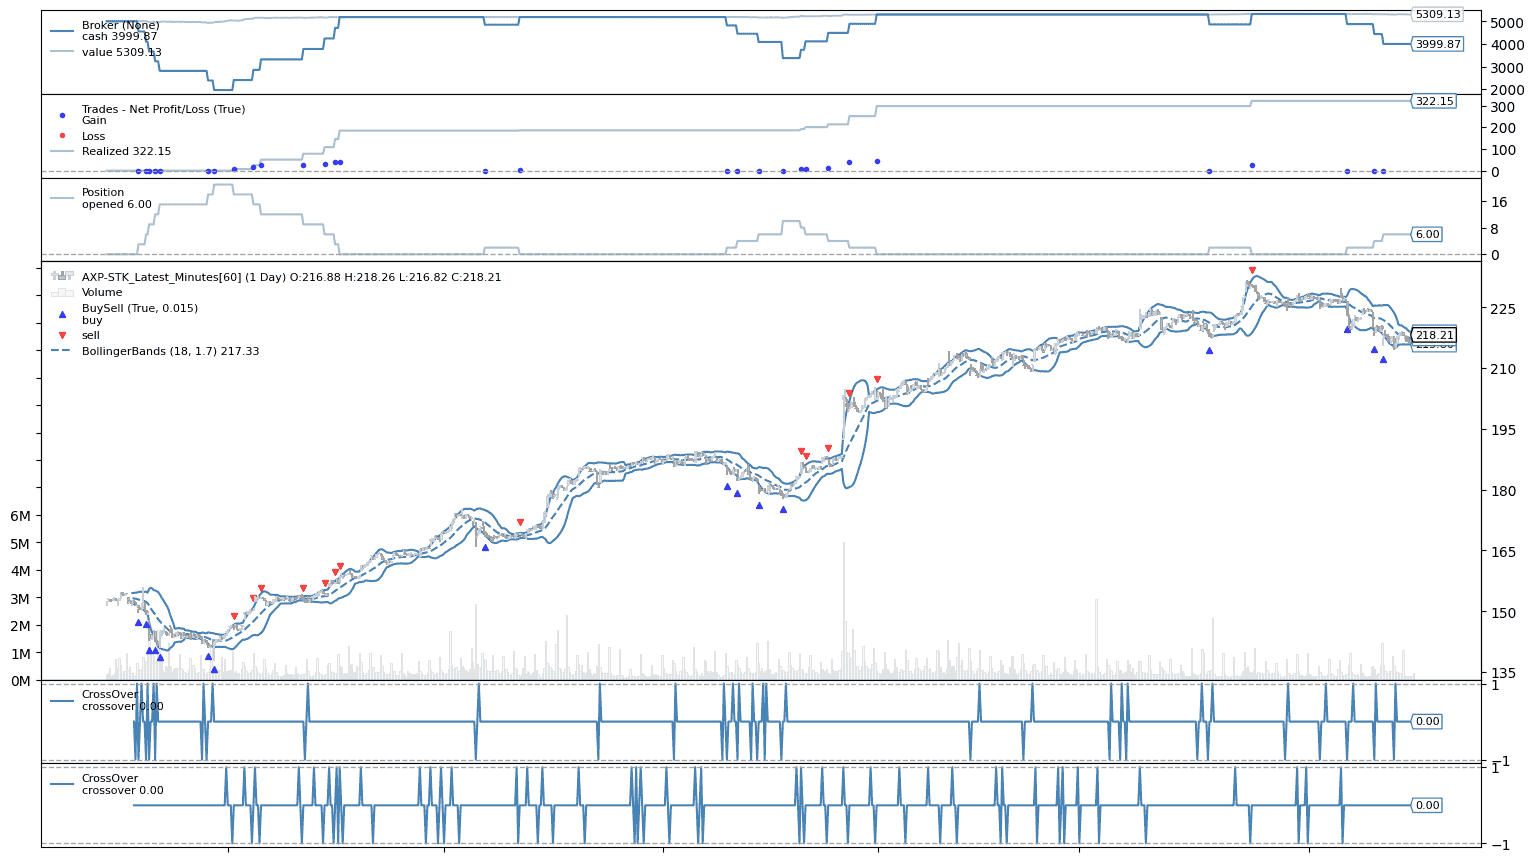 Broker (None)
cash 3999.87
value 5309.13
5309.13
5000
4000
3999.87
3000
2000
Trades - Net Profit/Loss (True)
Gain
Loss
Realized 322.15
322.15
300
200
100
0
Position
opened 6.00
16
8
6.00
0
AXP-STK_Latest_Minutes[60] (1 Day) O:216.88 H:218.26 L:216.82 C:218.21
Volume
BuySell (True, 0.015)
buy
sell
BollingerBands (18, 1.7) 217.33
225
218.21
210
195
180
165
150
135
6M
5M
4M
3M
2M
1M
0M
CrossOver
crossover 0.00
1
0.00
−1
CrossOver
crossover 0.00
1
0.00
−1